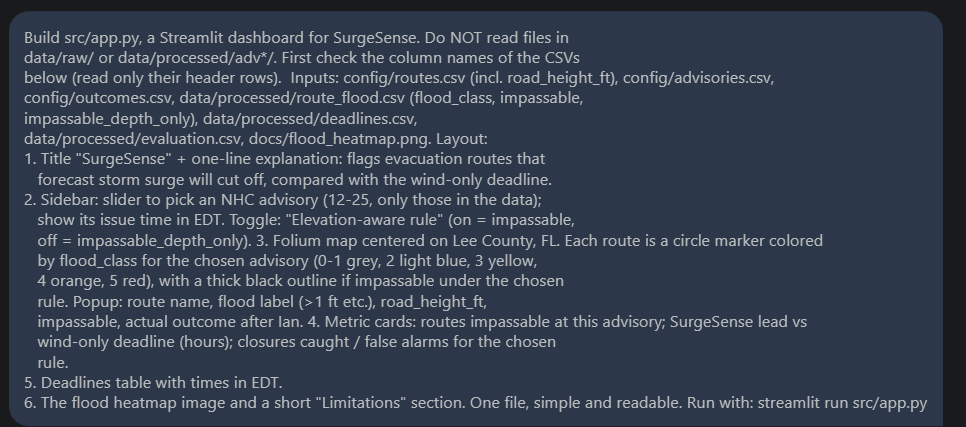 Build src/app.py, a Streamlit dashboard for SurgeSense. Do NOT read files in
data/raw/ or data/processed/adv*/. First check the column names of the CSVs
below (read only their header rows).  Inputs: config/routes.csv (incl. road_height_ft), config/advisories.csv,
config/outcomes.csv, data/processed/route_flood.csv (flood_class, impassable,
impassable_depth_only), data/processed/deadlines.csv,
data/processed/evaluation.csv, docs/flood_heatmap.png. Layout:
1. Title "SurgeSense" + one-line explanation: flags evacuation routes that
forecast storm surge will cut off, compared with the wind-only deadline.
2. Sidebar: slider to pick an NHC advisory (12-25, only those in the data);
show its issue time in EDT. Toggle: "Elevation-aware rule" (on = impassable,
off = impassable_depth_only). 3. Folium map centered on Lee County, FL. Each route is a circle marker colored
by flood_class for the chosen advisory (0-1 grey, 2 light blue, 3 yellow,
4 orange, 5 red), with a thick black outline if impassable under the chosen
rule. Popup: route name, flood label (>1 ft etc.), road_height_ft,
impassable, actual outcome after Ian. 4. Metric cards: routes impassable at this advisory; SurgeSense lead vs
wind-only deadline (hours); closures caught / false alarms for the chosen
rule.
5. Deadlines table with times in EDT.
6. The flood heatmap image and a short "Limitations" section. One file, simple and readable. Run with: streamlit run src/app.py